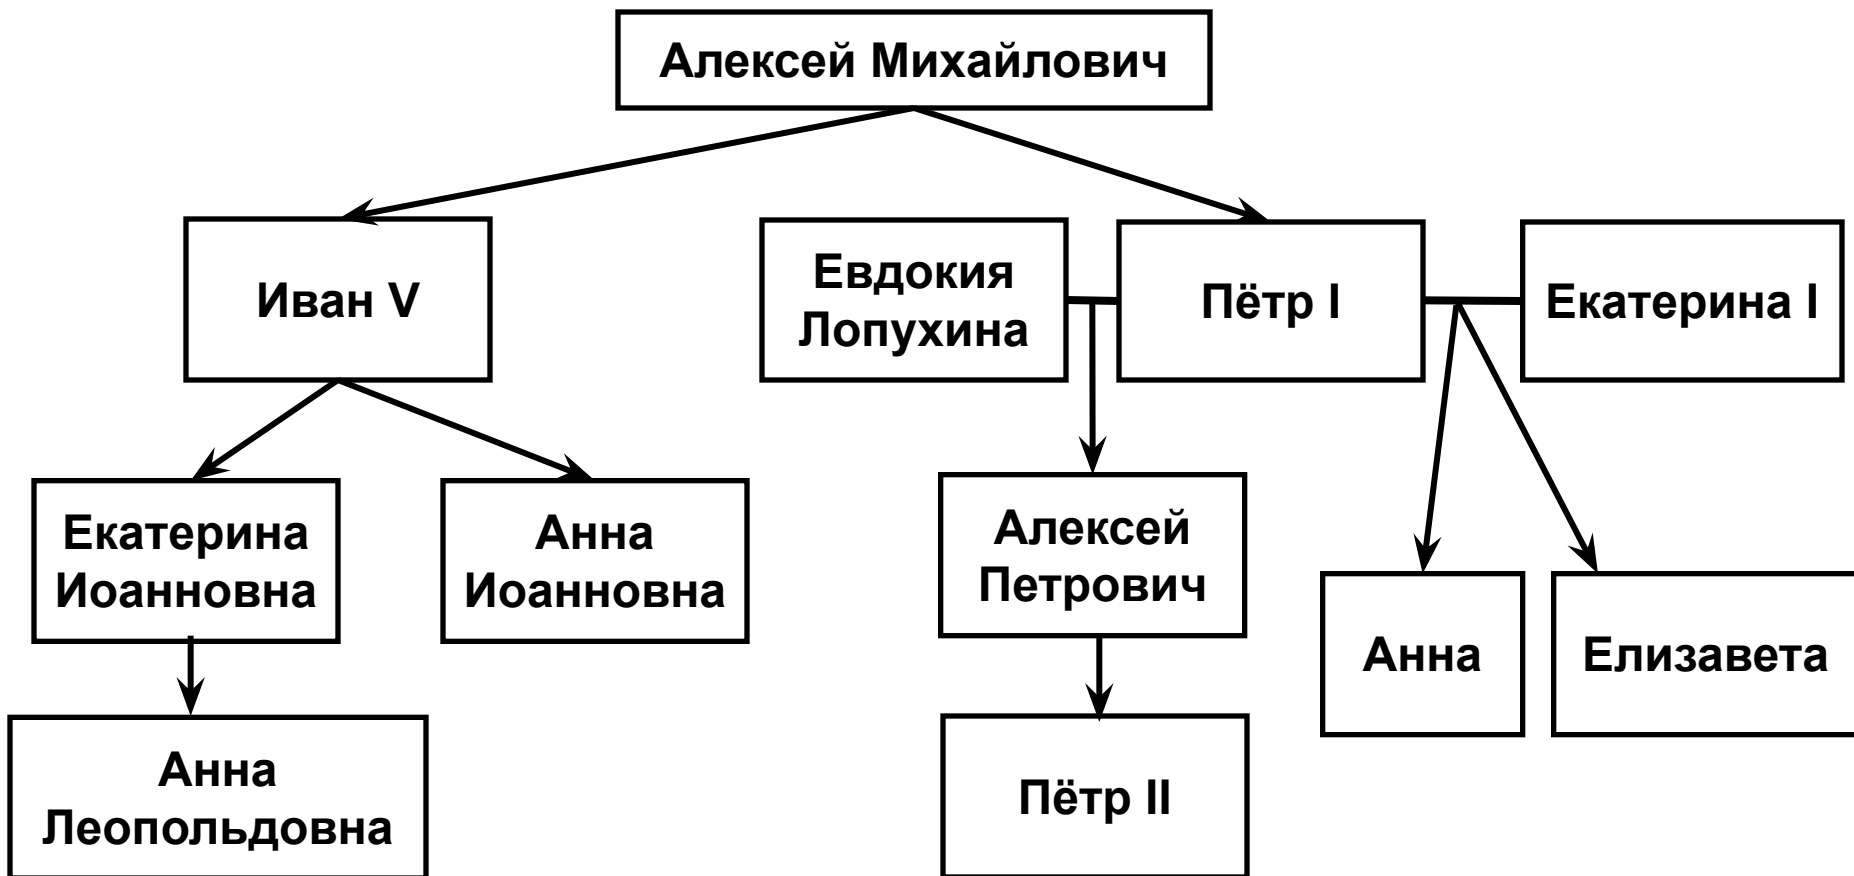 Алексей Михайлович
Иван V
Евдокия
Лопухина
Пётр I
Екатерина I
Екатерина
Иоанновна
Анна
Иоанновна
Алексей
Петрович
Анна
Елизавета
Анна
Леопольдовна
Пётр II